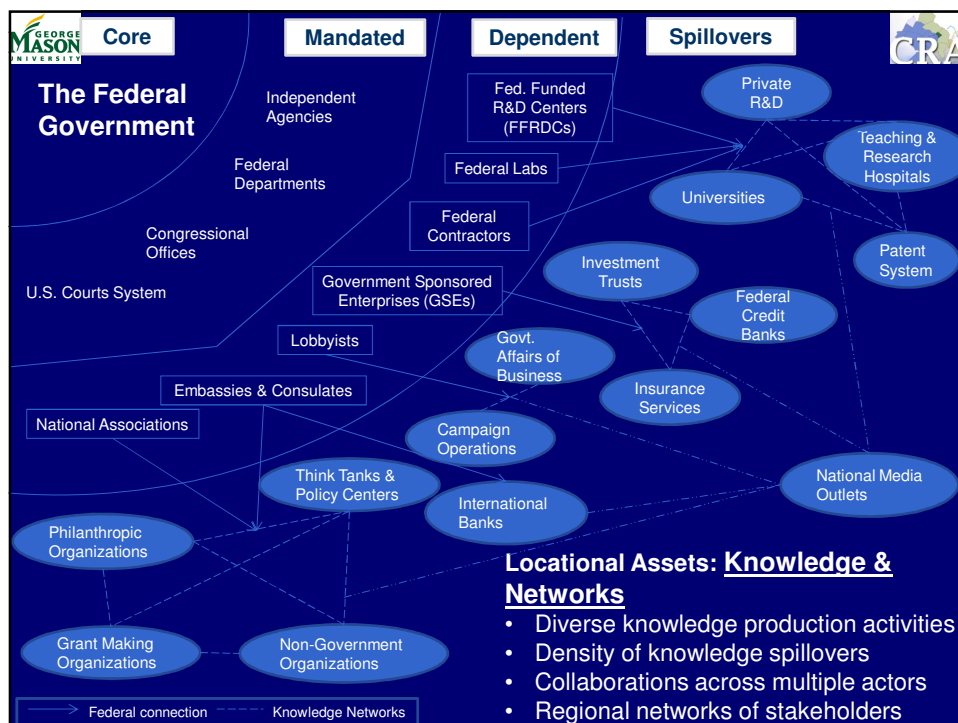 GEORGE
MASON
UNIVERSITY
Core
Mandated
Dependent
Spillovers
CRA
The Federal
Government
Independent
Agencies
Federal
Departments
Congressional
Offices
U.S. Courts System
Fed. Funded
R&D Centers
(FFRDCs)
Federal Labs
Federal
Contractors
Government Sponsored
Enterprises (GSEs)
Lobbyists
Embassies & Consulates
National Associations
Private
R&D
Teaching &
Research
Hospitals
Universities
Patent
System
Investment
Trusts
Federal
Credit
Banks
Govt.
Affairs of
Business
Insurance
Services
Campaign
Operations
Think Tanks &
Policy Centers
International
Banks
National Media
Outlets
Philanthropic
Organizations
Grant Making
Organizations
Non-Government
Organizations
Locational Assets: Knowledge &
Networks
• Diverse knowledge production activities
• Density of knowledge spillovers
• Collaborations across multiple actors
• Regional networks of stakeholders
Federal connection
Knowledge Networks